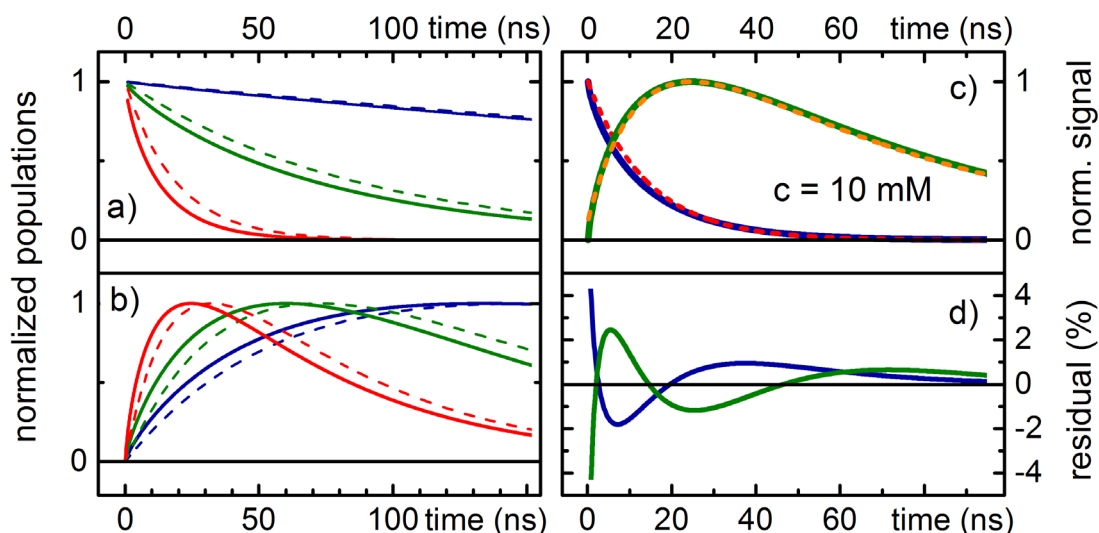 0 50 100 time (ns)
0 20 40 60 time (ns)
normalized populations
1
a)
0
1
b)
0
0 50 100 time (ns)
c)
1
c = 10 mM
0
norm. signal
d)
4
2
0
-2
-4
residual (%)
0 20 40 60 time (ns)